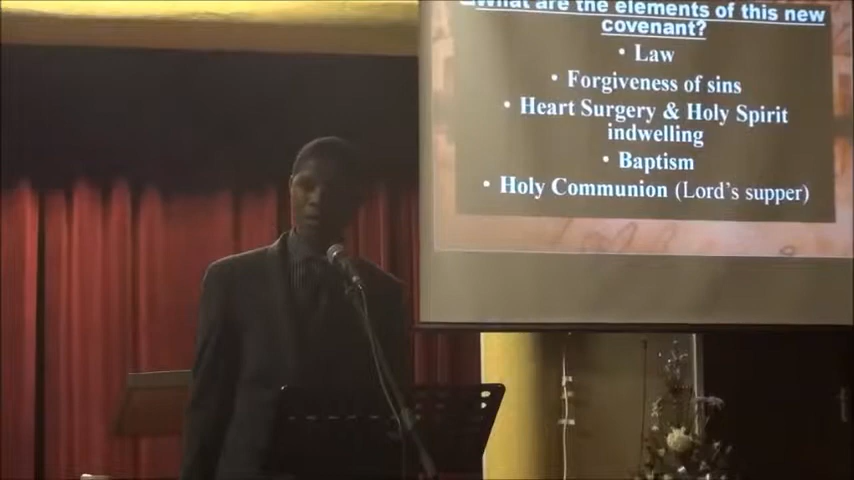 What are the elements of this new
covenant?
• Law
• Forgiveness of sins
• Heart Surgery & Holy Spirit
indwelling
• Baptism
• Holy Communion (Lord's supper)